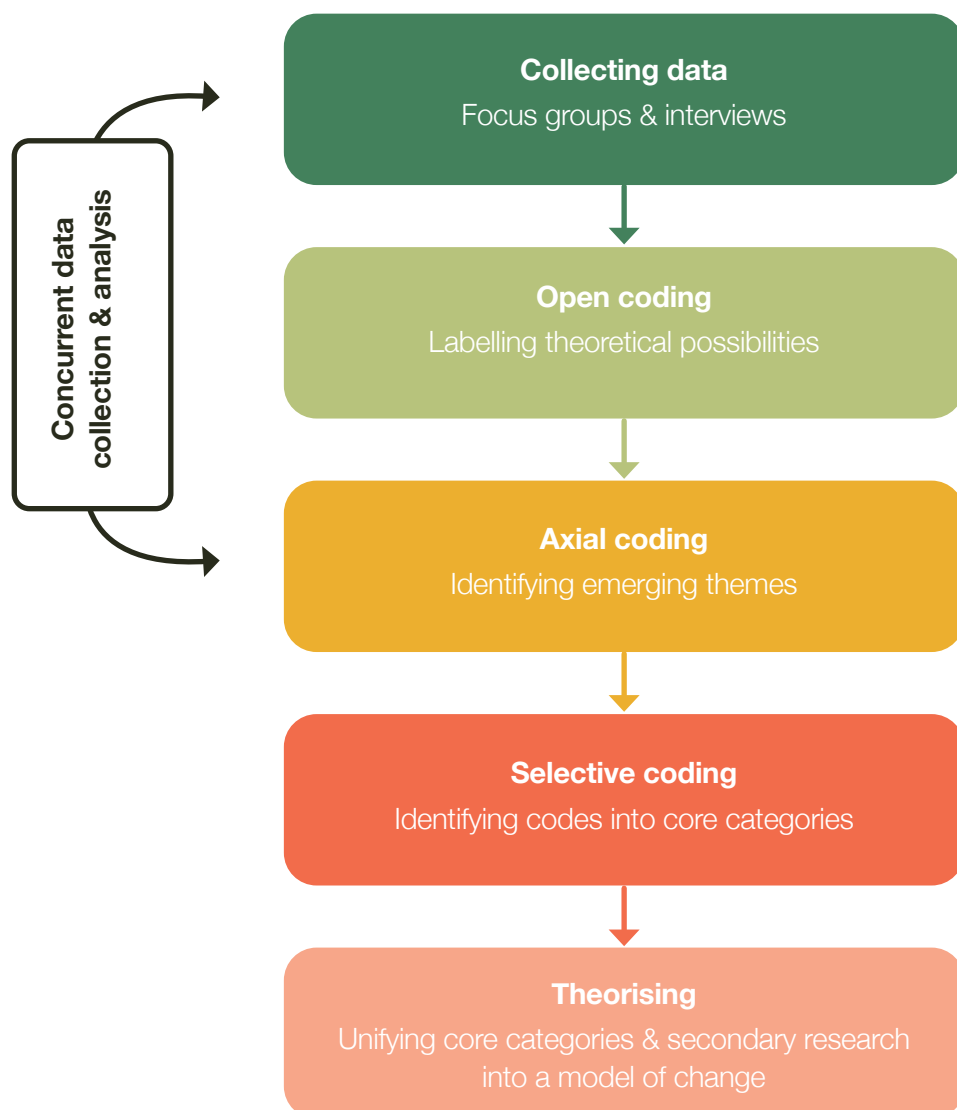 Concurrent data
collection & analysis
Collecting data
Focus groups & interviews
Open coding
Labelling theoretical possibilities
Axial coding
Identifying emerging themes
Selective coding
Identifying codes into core categories
Theorising
Unifying core categories & secondary research
into a model of change